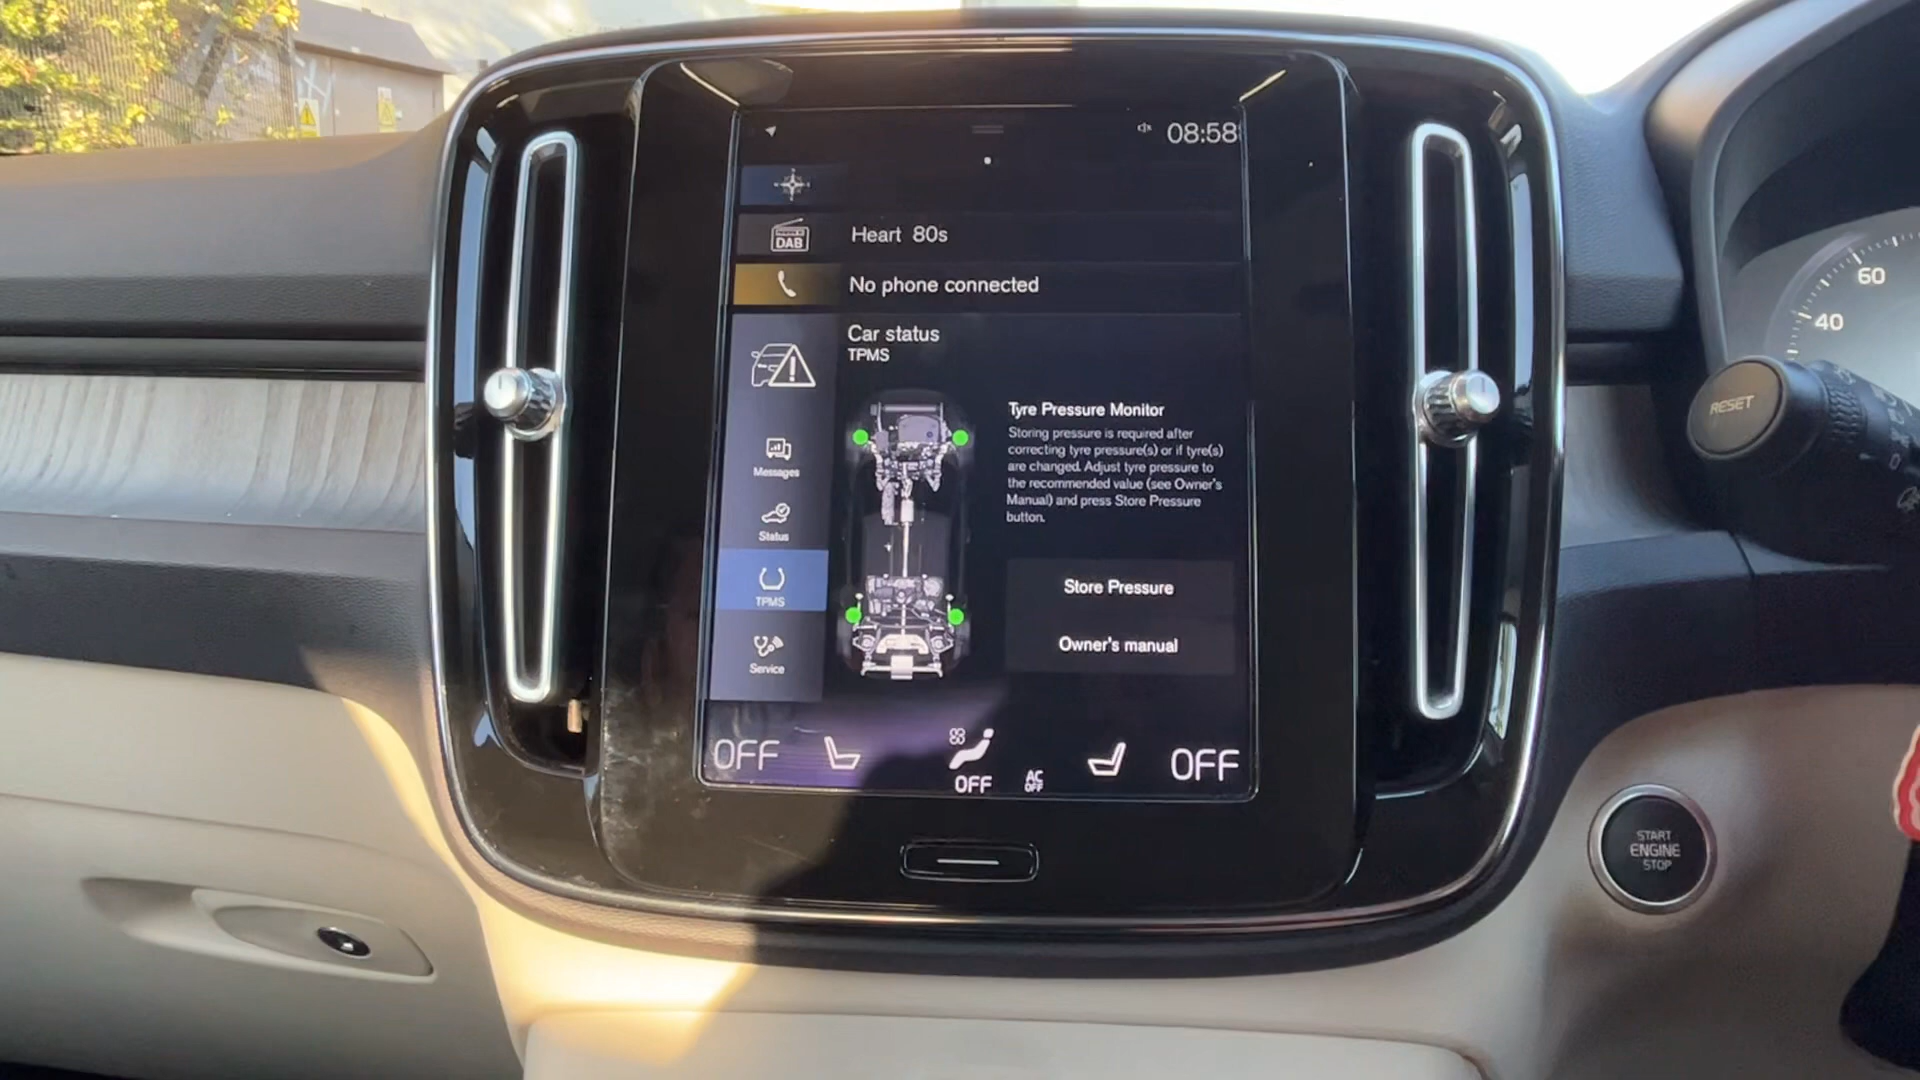 08:58
DAB
Heart 80s
No phone connected
Car status
TPMS
Messages
Status
TPMS
Service
Tyre Pressure Monitor
Storing pressure is required after
correcting tyre pressure(s) or if tyre(s)
are changed. Adjust tyre pressure to
the recommended value (see Owner's
Manual) and press Store Pressure
button.
Store Pressure
Owner's manual
OFF
OFF
AC
OFF
OFF
60
40
RESET
START
ENGINE
STOP